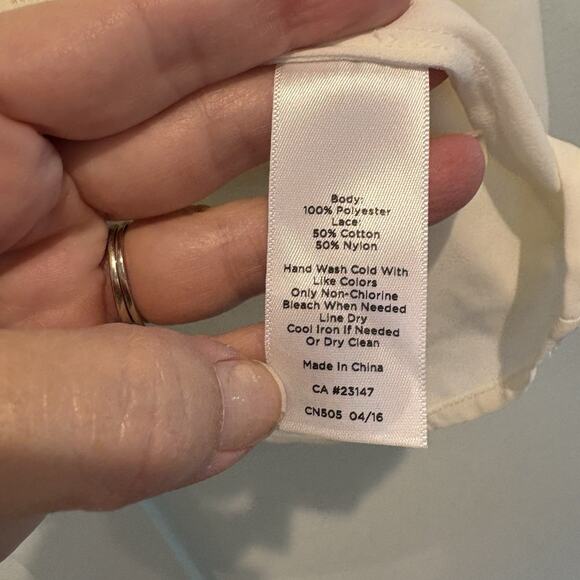 Body:
100% Polyester
Lace:
50% Cotton
50% Nylon
Hand Wash Cold With
Like Colors
Only Non-Chlorine
Bleach When Needed
Line Dry
Cool Iron If Needed
Or Dry Clean
Made in China
CA #23147
CN505 04/16